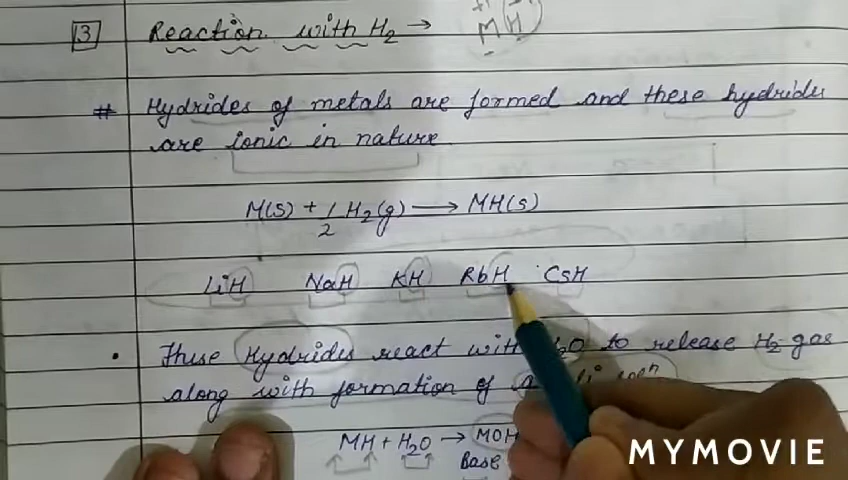 3 Reaction with H2 →
M H
# Hydrides of metals are formed and these hydrides
are ionic in nature
M(s) + 1/2 H2(g) → MH(s)
LiH NaH KH RbH CsH
• These Hydrides react with H2O to release H2 gas
along with formation of
MH + H2O → MOH
Base
MYMOVIE